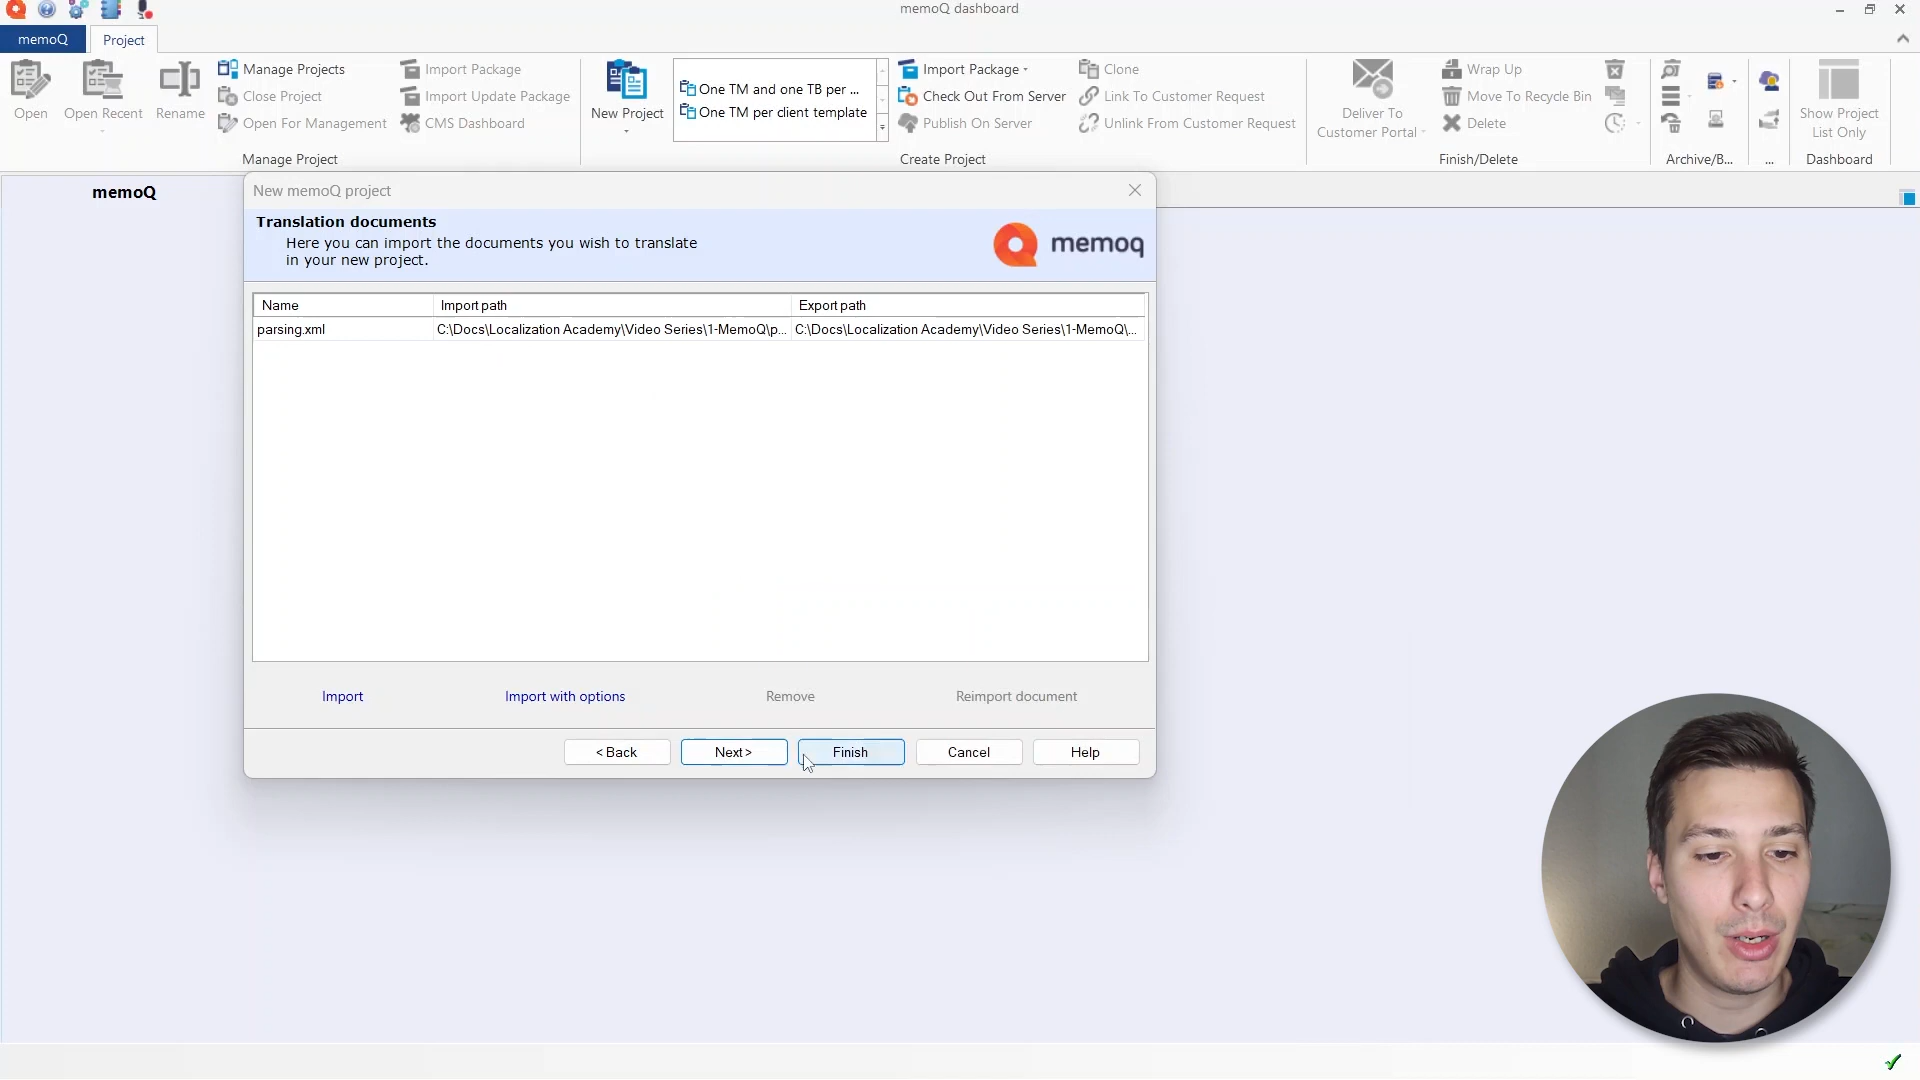 memoQ dashboard
memoQ
Project
Open
Open Recent
Rename
Manage Projects
Close Project
Open For Management
Import Package
Import Update Package
CMS Dashboard
Manage Project
New Project
One TM and one TB per ...
One TM per client template
Import Package
Check Out From Server
Publish On Server
Clone
Link To Customer Request
Unlink From Customer Request
Create Project
Deliver To
Customer Portal
Wrap Up
Move To Recycle Bin
Delete
Finish/Delete
Archive/B...
...
Show Project
List Only
Dashboard
memoQ
New memoQ project
Translation documents
Here you can import the documents you wish to translate
in your new project.
memoq
Name Import path Export path
parsing.xml C:\Docs\Localization Academy\Video Series\1-MemoQ\p... C:\Docs\Localization Academy\Video Series\1-MemoQ\...
Import Import with options Remove Reimport document
< Back Next> Finish Cancel Help